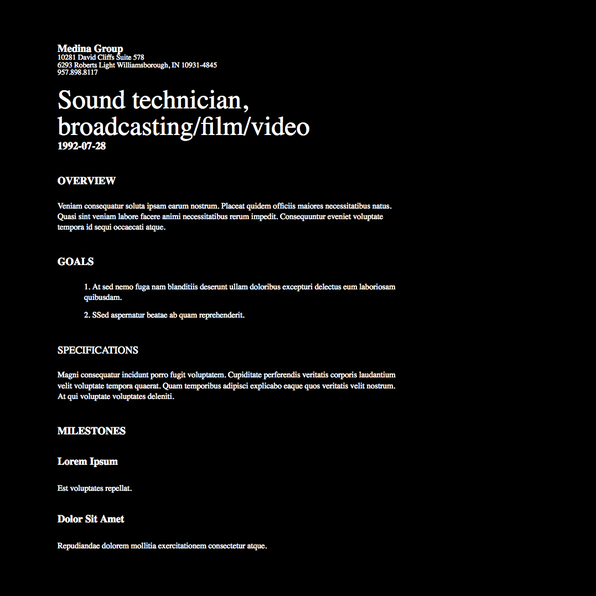 Medina Group
10281 David Cliffs Suite 578
6293 Roberts Light Williamsborough, IN 10931-4845
957.898.8117
Sound technician,
broadcasting/film/video
1992-07-28
OVERVIEW
Veniam consequatur soluta ipsam earum nostrum. Placeat quidem officiis maiores necessitatibus natus.
Quasi sint veniam labore facere animi necessitatibus rerum impedit. Consequuntur eveniet voluptate
tempora id sequi occaecati atque.
GOALS
1. At sed nemo fuga nam blanditiis deserunt ullam doloribus excepturi delectus eum laboriosam
quibusdam.
2. SSed aspernatur beatae ab quam reprehenderit.
SPECIFICATIONS
Magni consequatur incidunt porro fugit voluptatem. Cupiditate perferendis veritatis corporis laudantium
velit voluptate tempora quaerat. Quam temporibus adipisci explicabo eaque quos veritatis velit nostrum.
At qui voluptate voluptates deleniti.
MILESTONES
Lorem Ipsum
Est voluptates repellat.
Dolor Sit Amet
Repudiandae dolorem mollitia exercitationem consectetur atque.